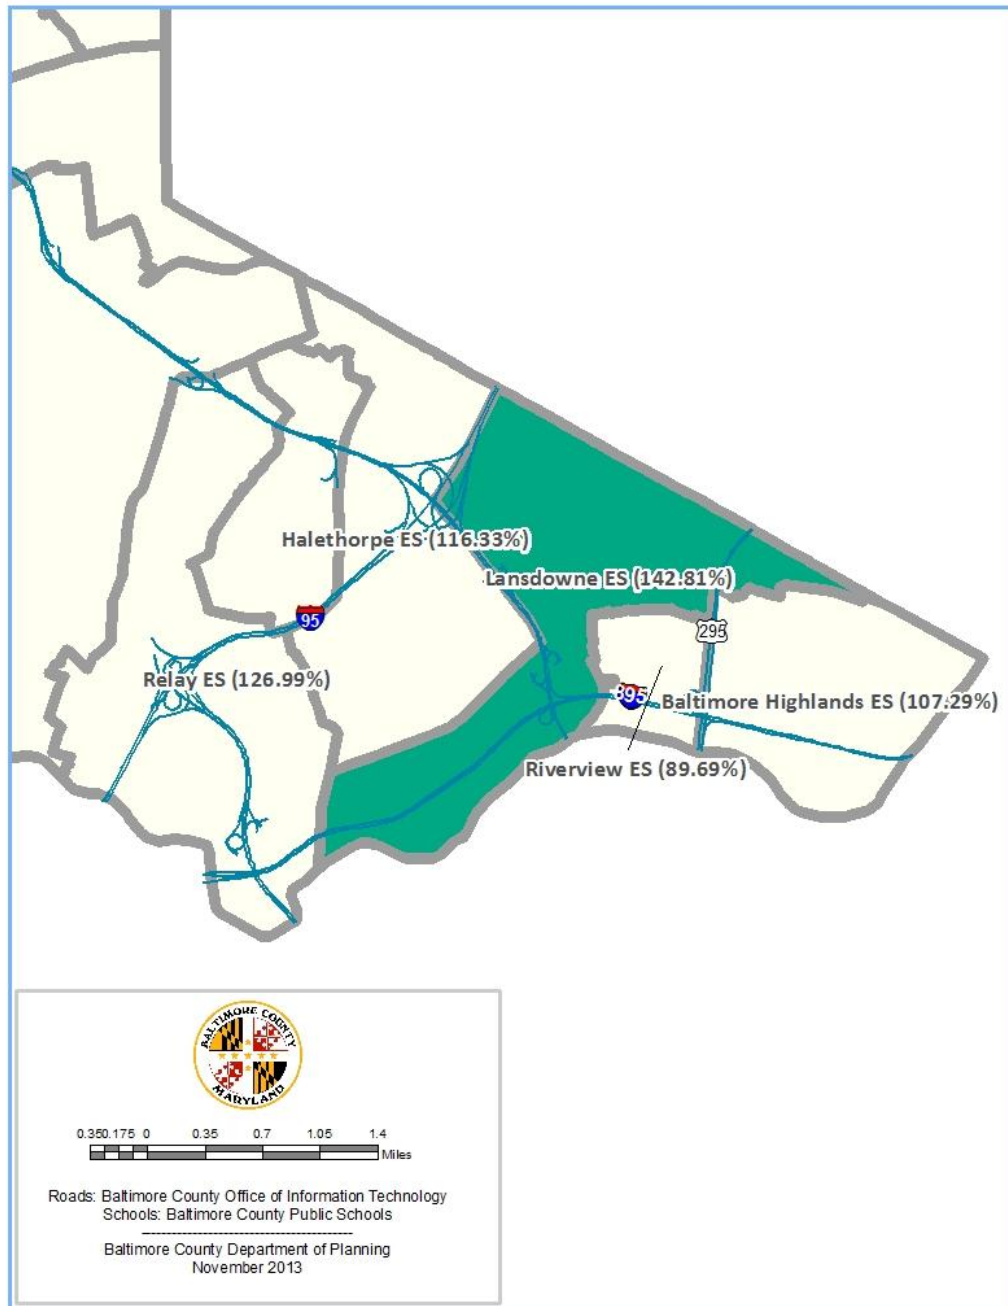 Halethorpe ES (116.33%)
Lansdowne ES (142.81%)
95
295
Relay ES (126.99%)
895
Baltimore Highlands ES (107.29%)
Riverview ES (89.69%)
BALTIMORE COUNTY
MARYLAND
0.35 0.175 0 0.35 0.7 1.05 1.4
Miles
Roads: Baltimore County Office of Information Technology
Schools: Baltimore County Public Schools
Baltimore County Department of Planning
November 2013